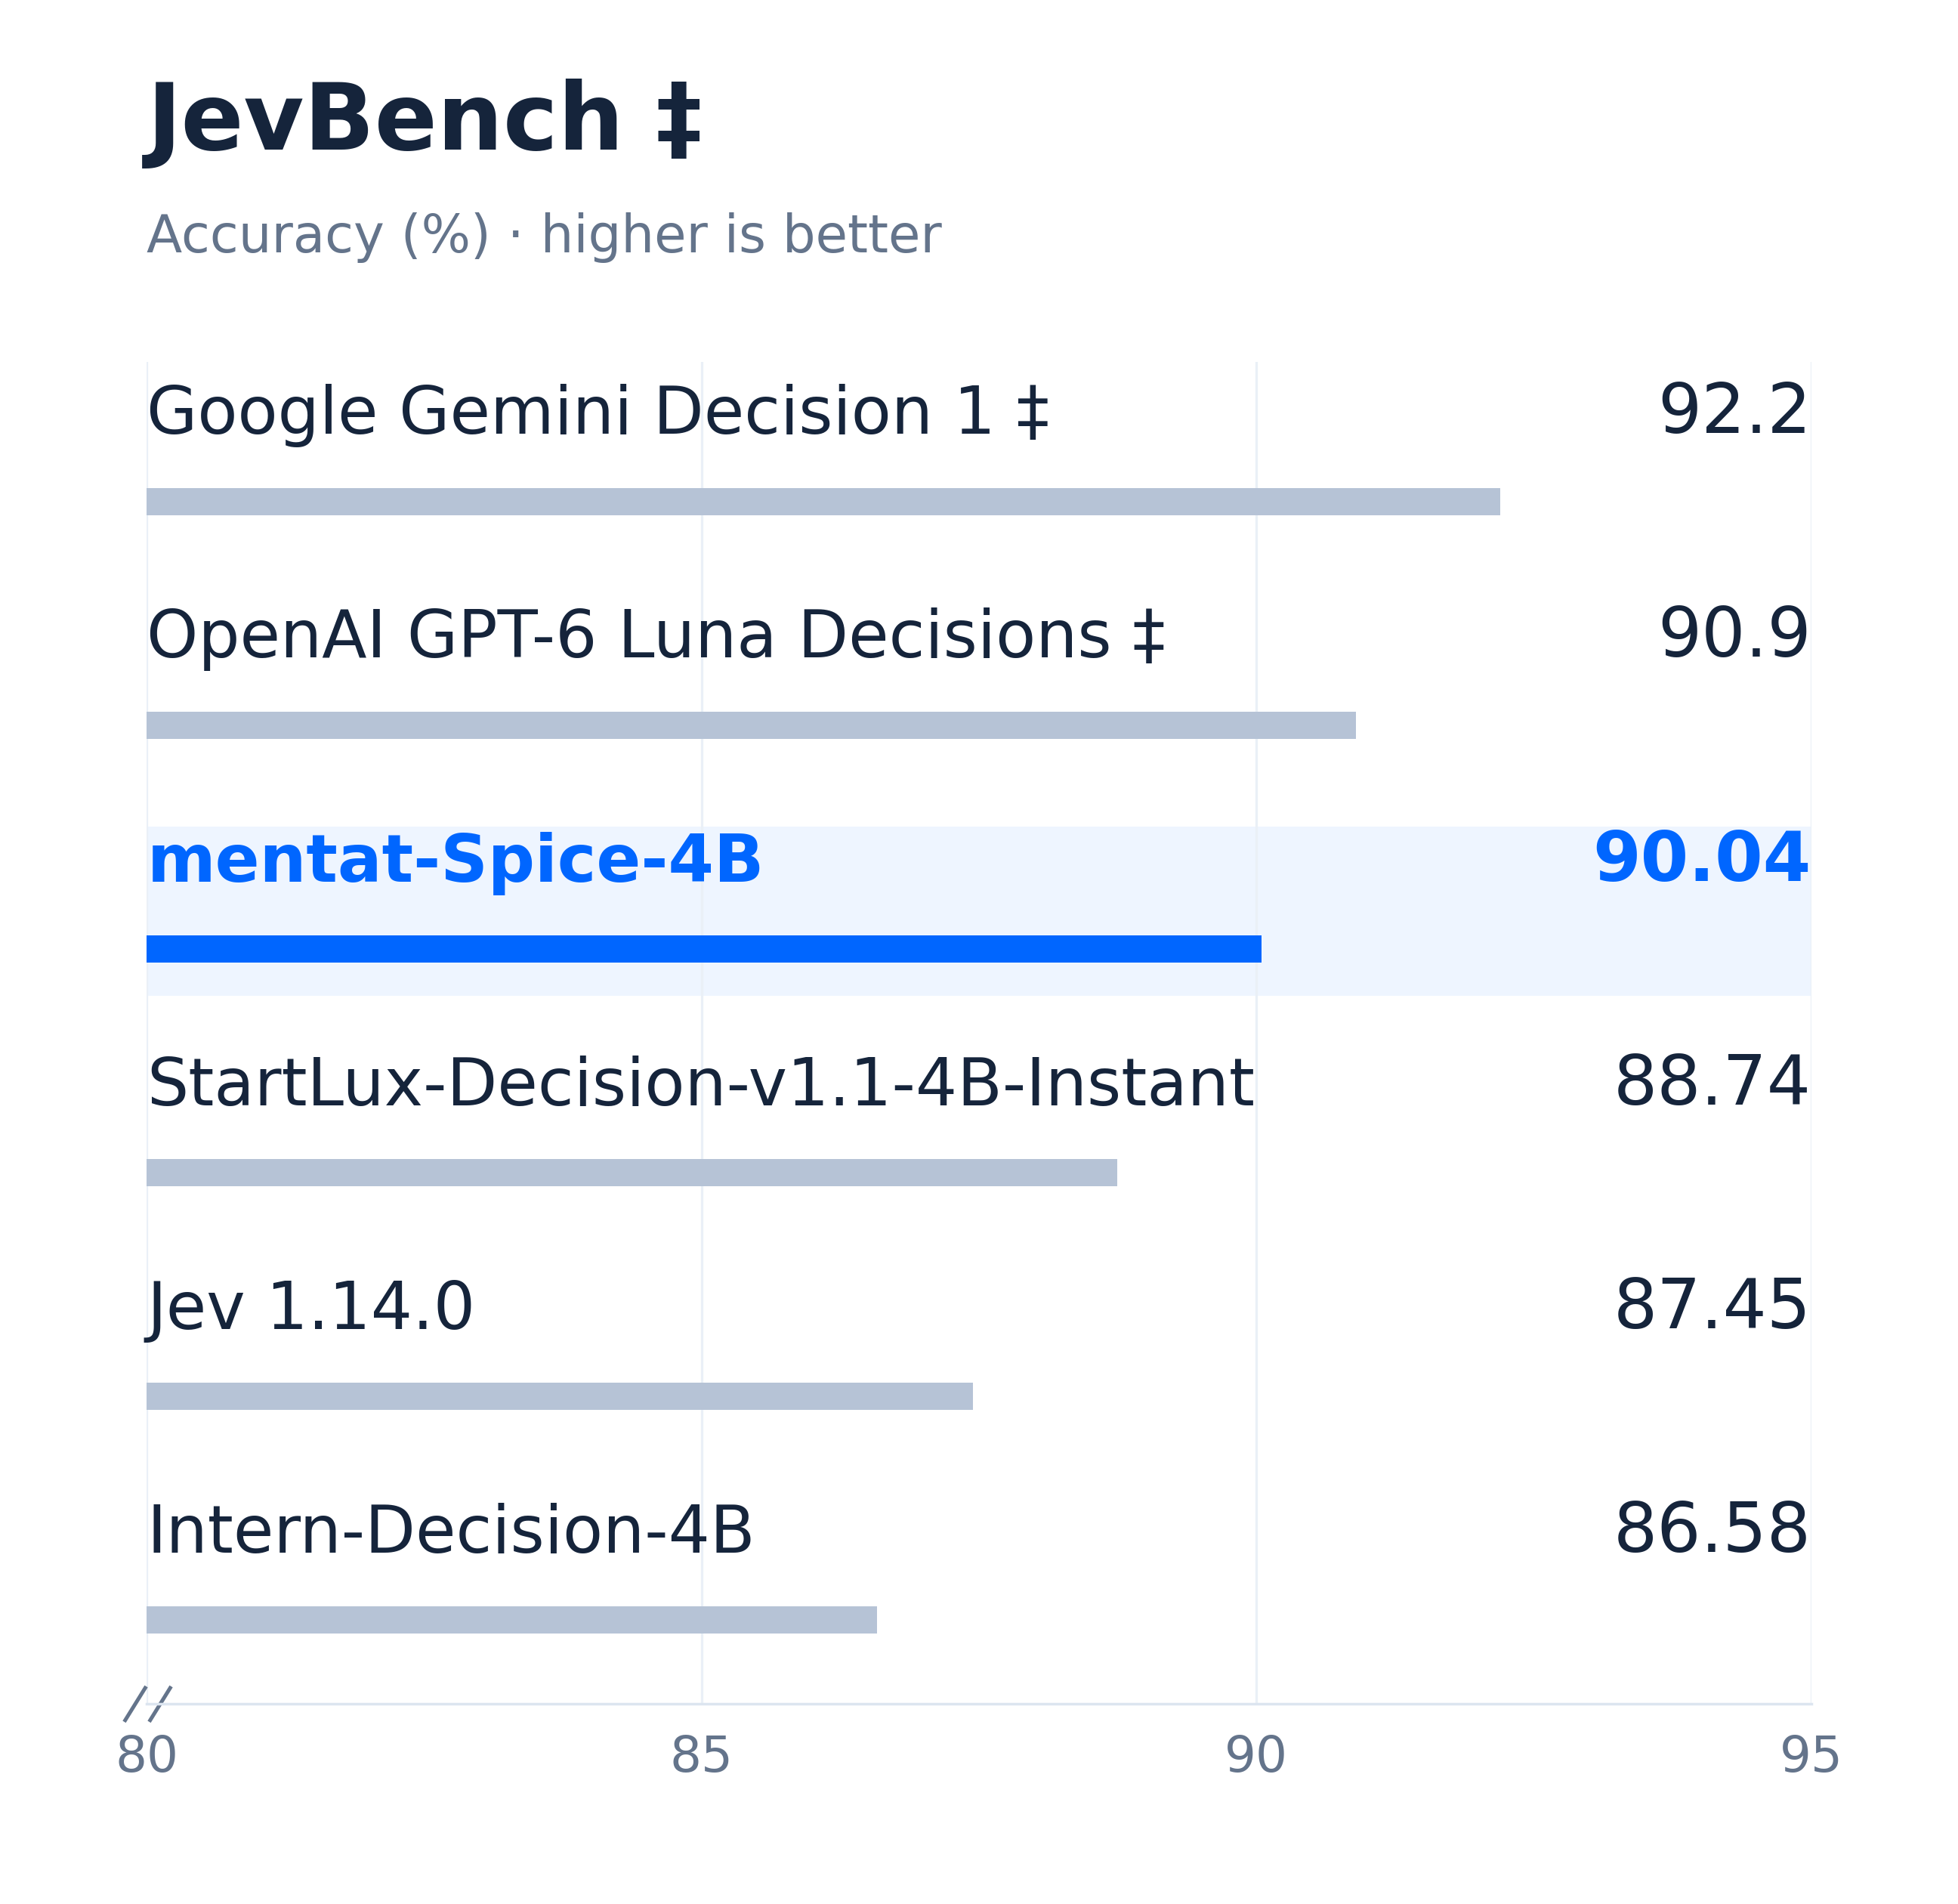 JevBench ‡
Accuracy (%) · higher is better
Google Gemini Decision 1 ‡ 92.2
OpenAI GPT-6 Luna Decisions ‡ 90.9
mentat-Spice-4B 90.04
StartLux-Decision-v1.1-4B-Instant 88.74
Jev 1.14.0 87.45
Intern-Decision-4B 86.58
80 85 90 95